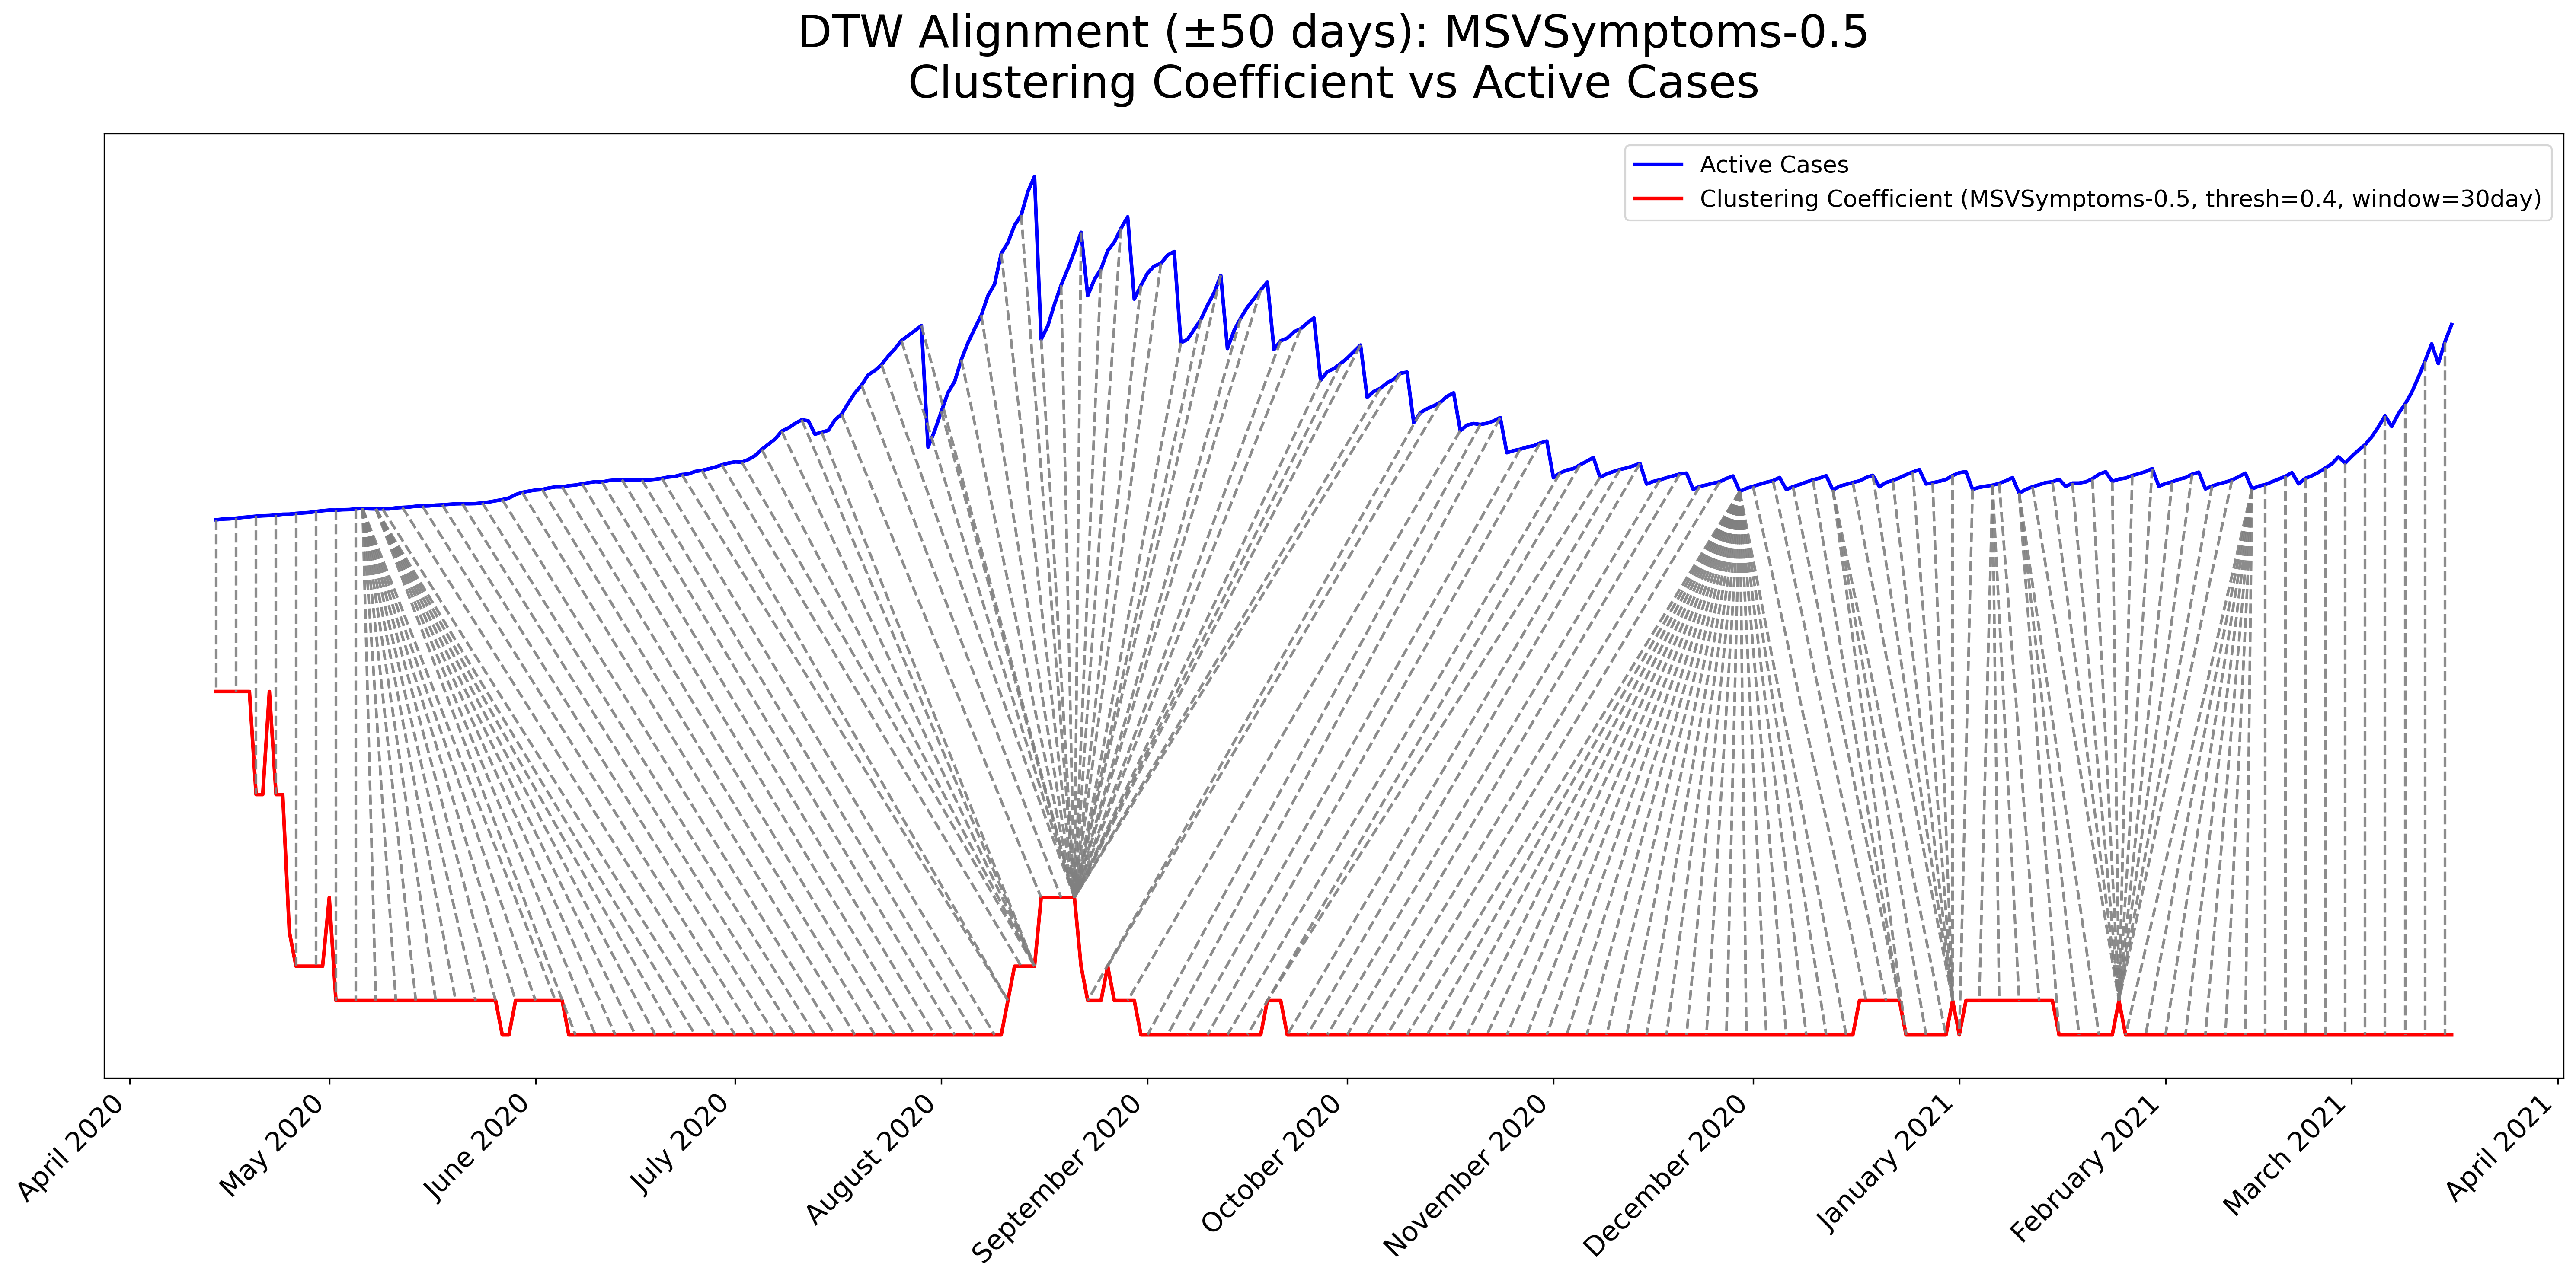 DTW Alignment (±50 days): MSVSymptoms-0.5
Clustering Coefficient vs Active Cases
Active Cases
Clustering Coefficient (MSVSymptoms-0.5, thresh=0.4, window=30day)
April 2020
May 2020
June 2020
July 2020
August 2020
September 2020
October 2020
November 2020
December 2020
January 2021
February 2021
March 2021
April 2021